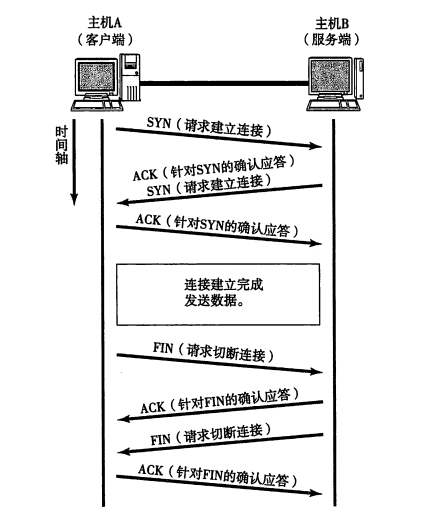 主机A
（客户端）
主机B
（服务端）
时间轴
SYN（请求建立连接）
ACK（针对SYN的确认应答）
SYN（请求建立连接）
ACK（针对SYN的确认应答）
连接建立完成
发送数据。
FIN（请求切断连接）
ACK（针对FIN的确认应答）
FIN（请求切断连接）
ACK（针对FIN的确认应答）